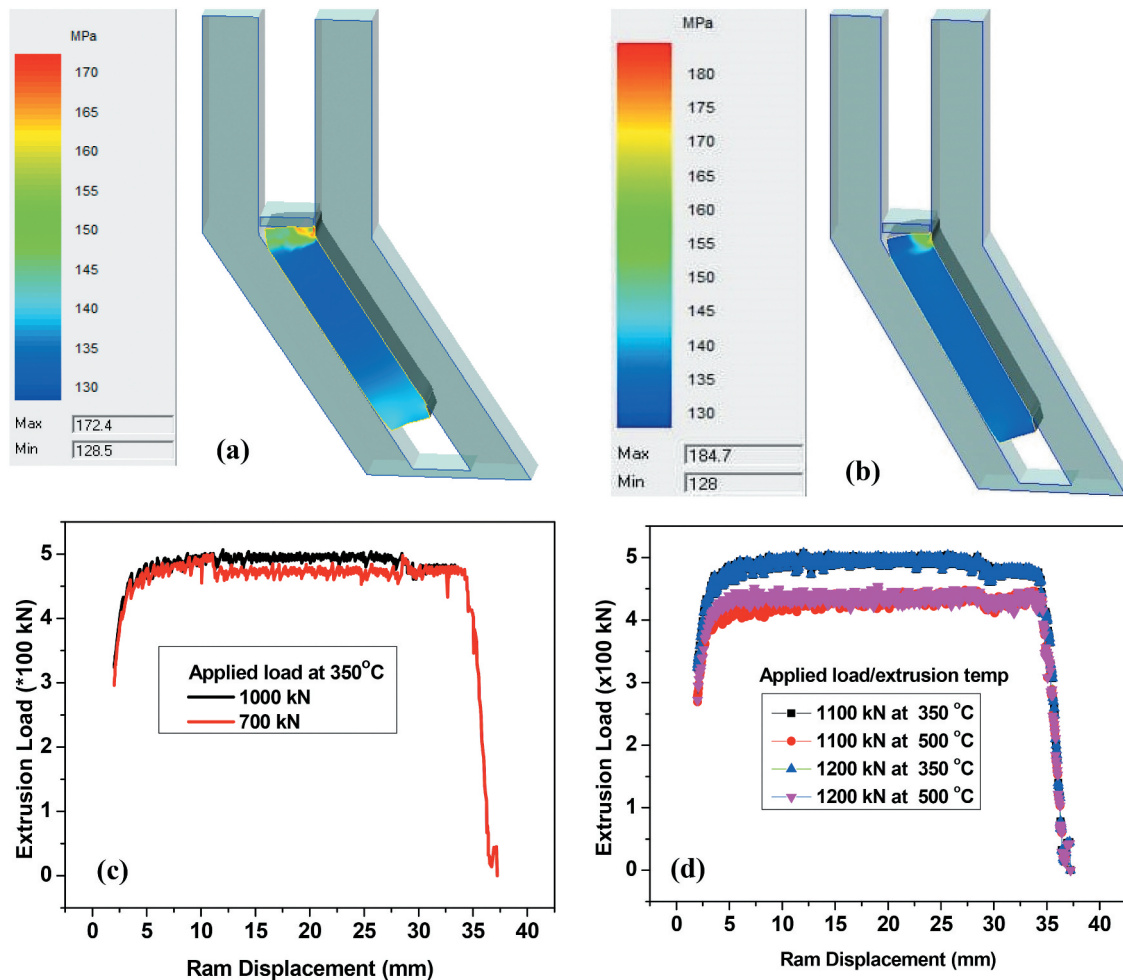 MPa
170
165
160
155
150
145
140
135
130
Max 172.4
Min 128.5
(a)
MPa
180
175
170
165
160
155
150
145
140
135
130
Max 184.7
Min 128
(b)
Extrusion Load (*100 kN)
5
4
3
2
1
0
Applied load at 350°C
1000 kN
700 kN
(c)
0 5 10 15 20 25 30 35 40
Ram Displacement (mm)
Extrusion Load (x100 kN)
5
4
3
2
1
0
Applied load/extrusion temp
1100 kN at 350 °C
1100 kN at 500 °C
1200 kN at 350 °C
1200 kN at 500 °C
(d)
0 5 10 15 20 25 30 35 40
Ram Displacement (mm)